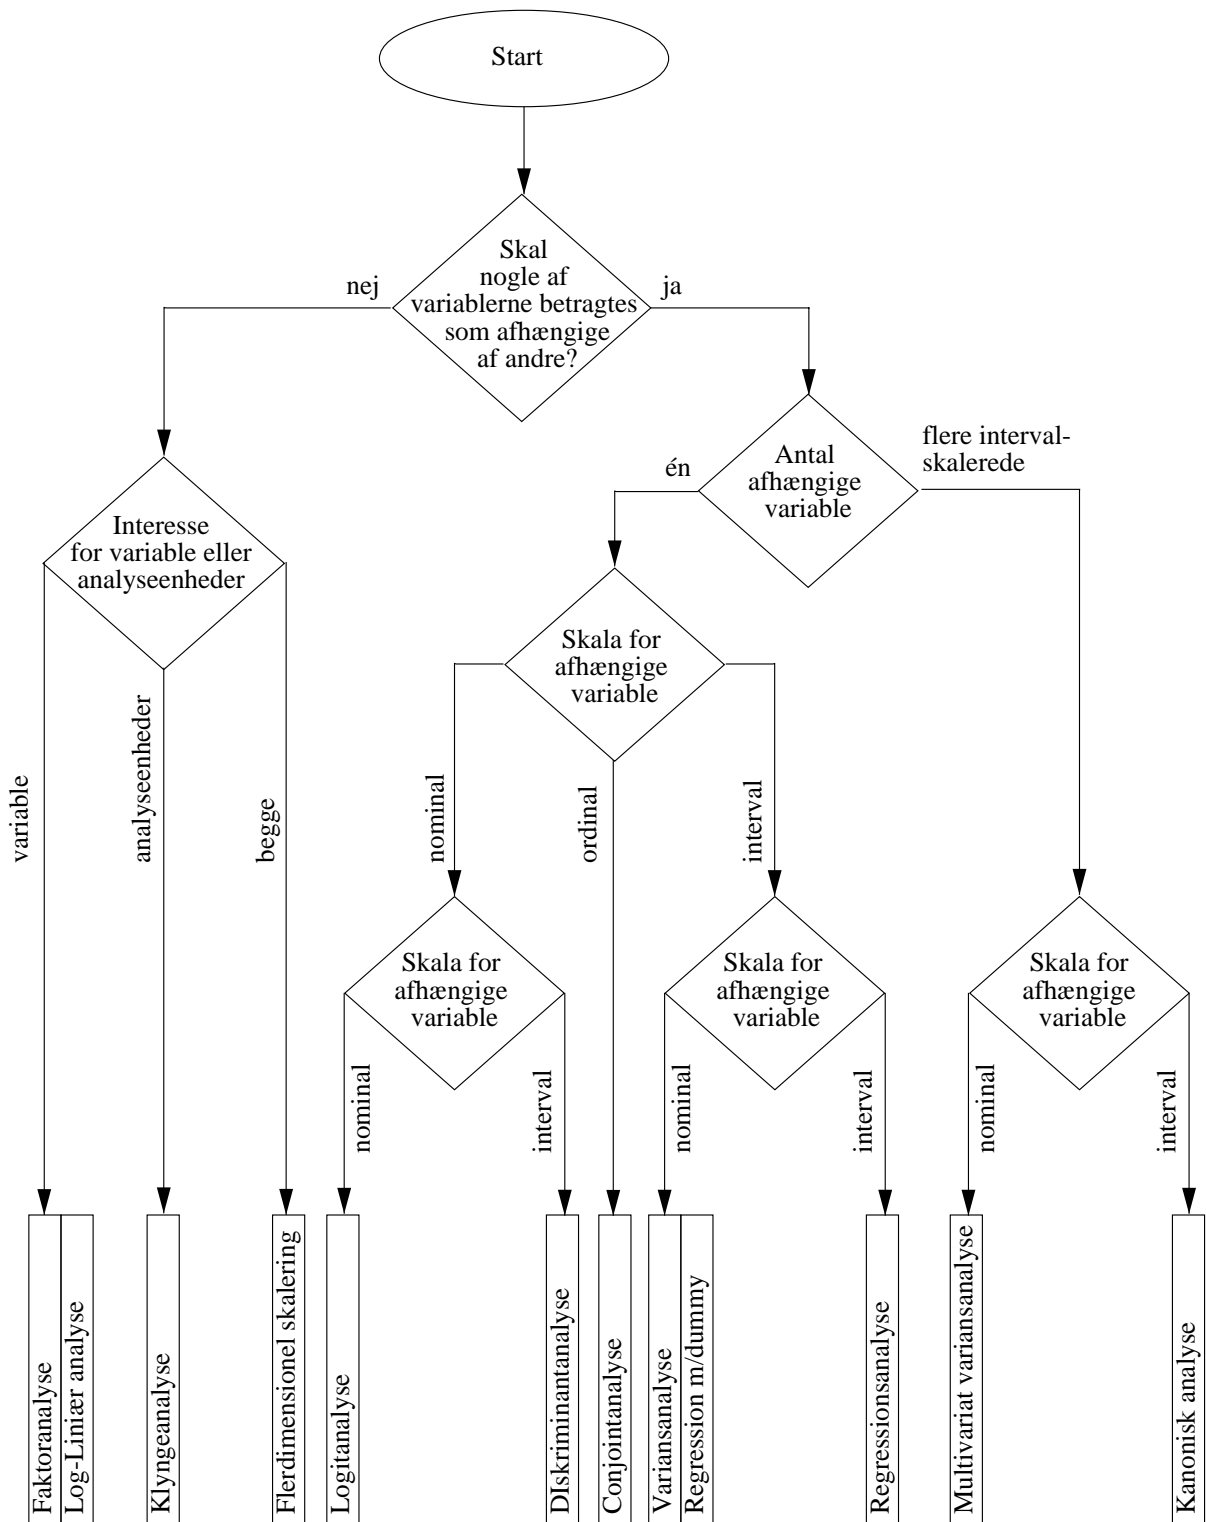 Start
Skal
nogle af
variablerne betragtes
som afhængige
af andre?
nej
ja
Antal
afhængige
variable
én
flere interval-
skalerede
Interesse
for variable eller
analyseenheder
Skala for
afhængige
variable
variable
analyseenheder
begge
nominal
ordinal
interval
Skala for
afhængige
variable
Skala for
afhængige
variable
Skala for
afhængige
variable
nominal
interval
nominal
interval
nominal
interval
Faktoranalyse
Log-Liniær analyse
Klyngeanalyse
Flerdimensionel skalering
Logitanalyse
DIskriminantanalyse
Conjointanalyse
Variansanalyse
Regression m/dummy
Regressionsanalyse
Multivariat variansanalyse
Kanonisk analyse